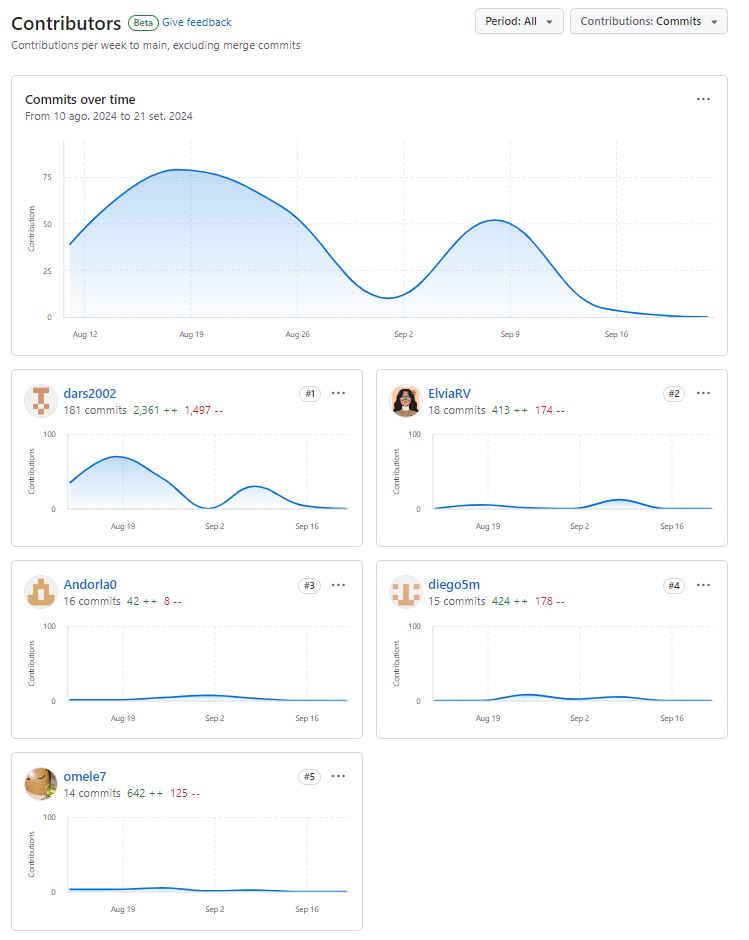 Contributors Beta Give feedback
Period: All
Contributions: Commits
Contributions per week to main, excluding merge commits
Commits over time
From 10 ago. 2024 to 21 set. 2024
Contributions
75
50
25
0
Aug 12 Aug 19 Aug 26 Sep 2 Sep 9 Sep 16
dars2002 #1
181 commits 2,361 ++ 1,497 --
Contributions
100
0
Aug 19 Sep 2 Sep 16
ElviaRV #2
18 commits 413 ++ 174 --
Contributions
100
0
Aug 19 Sep 2 Sep 16
Andorla0 #3
16 commits 42 ++ 8 --
Contributions
100
0
Aug 19 Sep 2 Sep 16
diego5m #4
15 commits 424 ++ 178 --
Contributions
100
0
Aug 19 Sep 2 Sep 16
omele7 #5
14 commits 642 ++ 125 --
Contributions
100
0
Aug 19 Sep 2 Sep 16